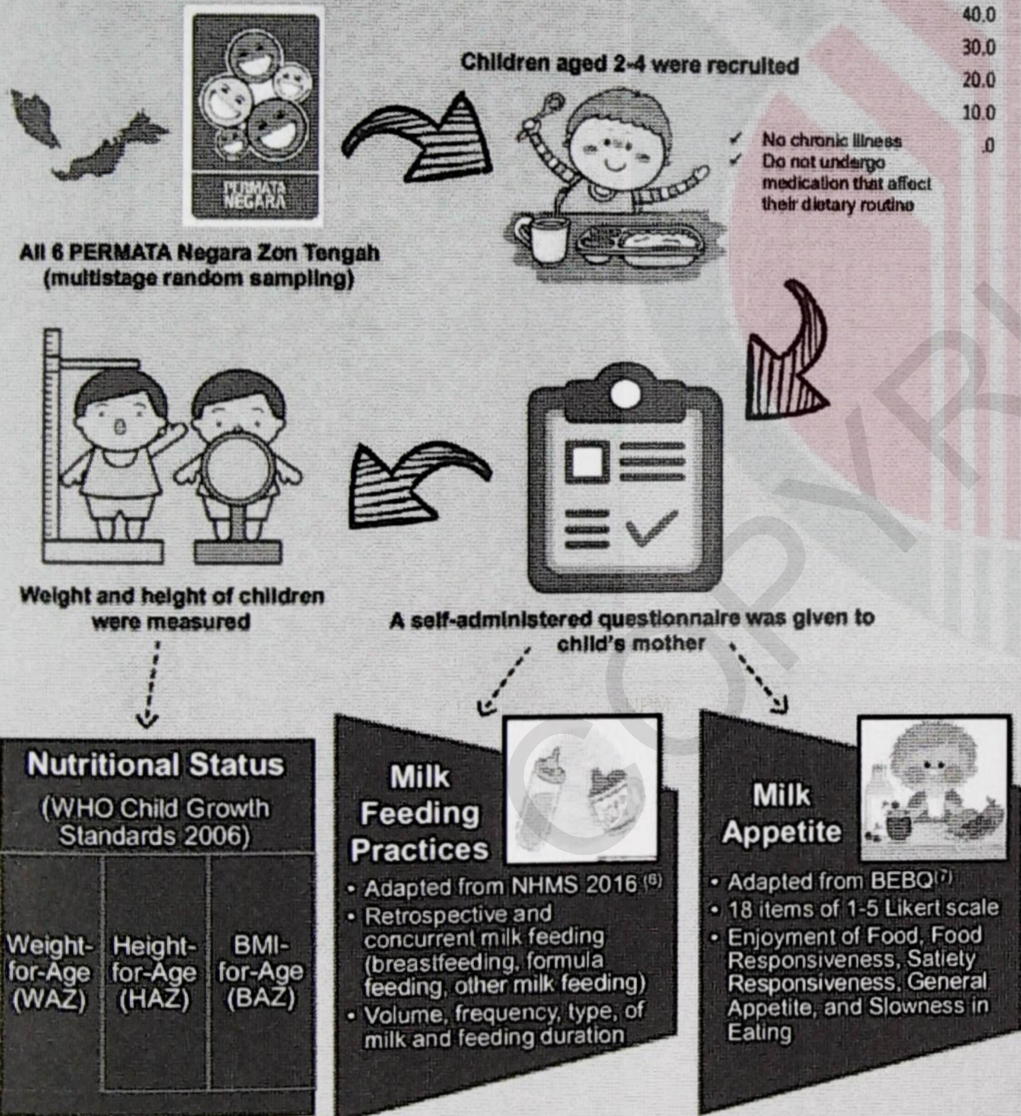 40.0
30.0
20.0
10.0
.0
PERMATA
NEGARA
All 6 PERMATA Negara Zon Tengah
(multistage random sampling)
Children aged 2-4 were recruited
✓ No chronic illness
✓ Do not undergo
medication that affect
their dietary routine
Weight and height of children
were measured
A self-administered questionnaire was given to
child's mother
Nutritional Status
(WHO Child Growth
Standards 2006)
Weight-
for-Age
(WAZ)
Height-
for-Age
(HAZ)
BMI-
for-Age
(BAZ)
Milk
Feeding
Practices
• Adapted from NHMS 2016 (6)
• Retrospective and
concurrent milk feeding
(breastfeeding, formula
feeding, other milk feeding)
• Volume, frequency, type, of
milk and feeding duration
Milk
Appetite
• Adapted from BEBQ(7)
• 18 items of 1-5 Likert scale
• Enjoyment of Food, Food
Responsiveness, Satiety
Responsiveness, General
Appetite, and Slowness in
Eating
COPYR